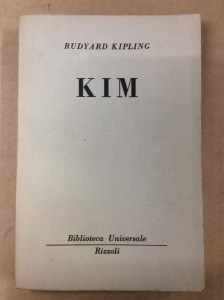 RUDYARD KIPLING
KIM
Biblioteca Universale
Rizzoli